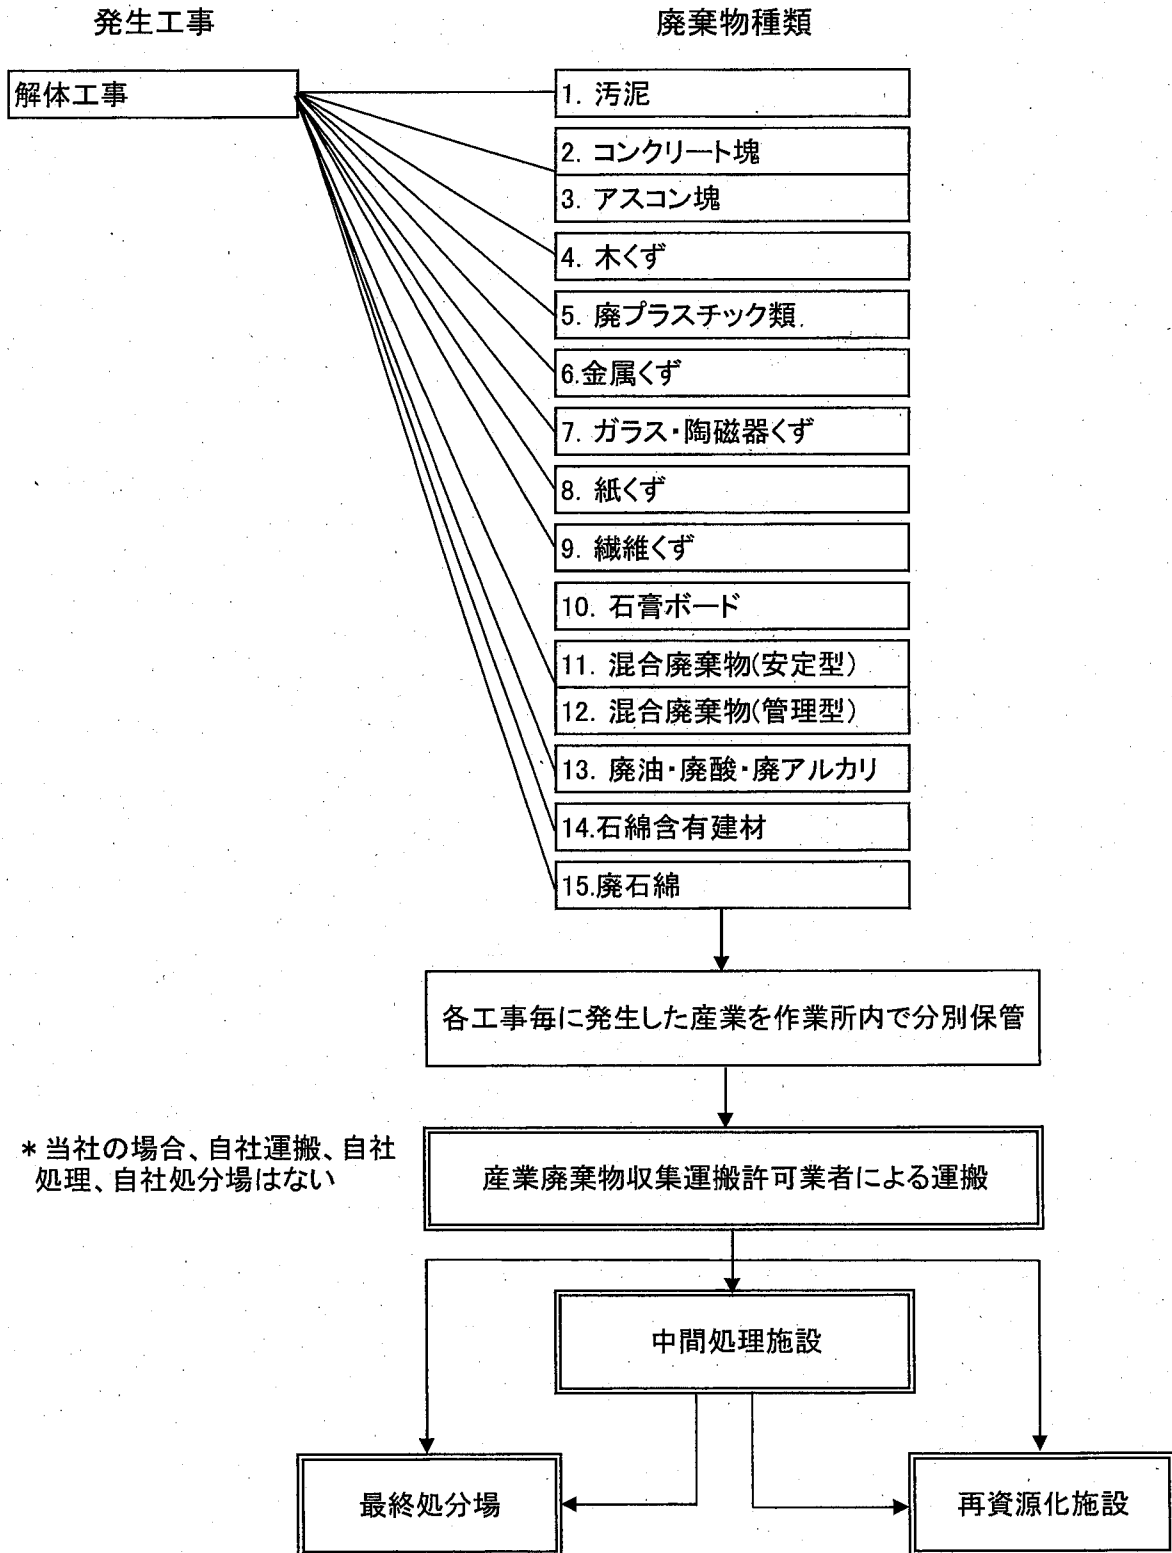 発生工事
廃棄物種類
解体工事
1. 汚泥
2. コンクリート塊
3. アスコン塊
4. 木くず
5. 廃プラスチック類
6.金属くず
7. ガラス・陶磁器くず
8. 紙くず
9. 繊維くず
10. 石膏ボード
11. 混合廃棄物(安定型)
12. 混合廃棄物(管理型)
13. 廃油・廃酸・廃アルカリ
14.石綿含有建材
15.廃石綿
各工事毎に発生した産業を作業所内で分別保管
*当社の場合、自社運搬、自社
処理、自社処分場はない
産業廃棄物収集運搬許可業者による運搬
中間処理施設
最終処分場
再資源化施設